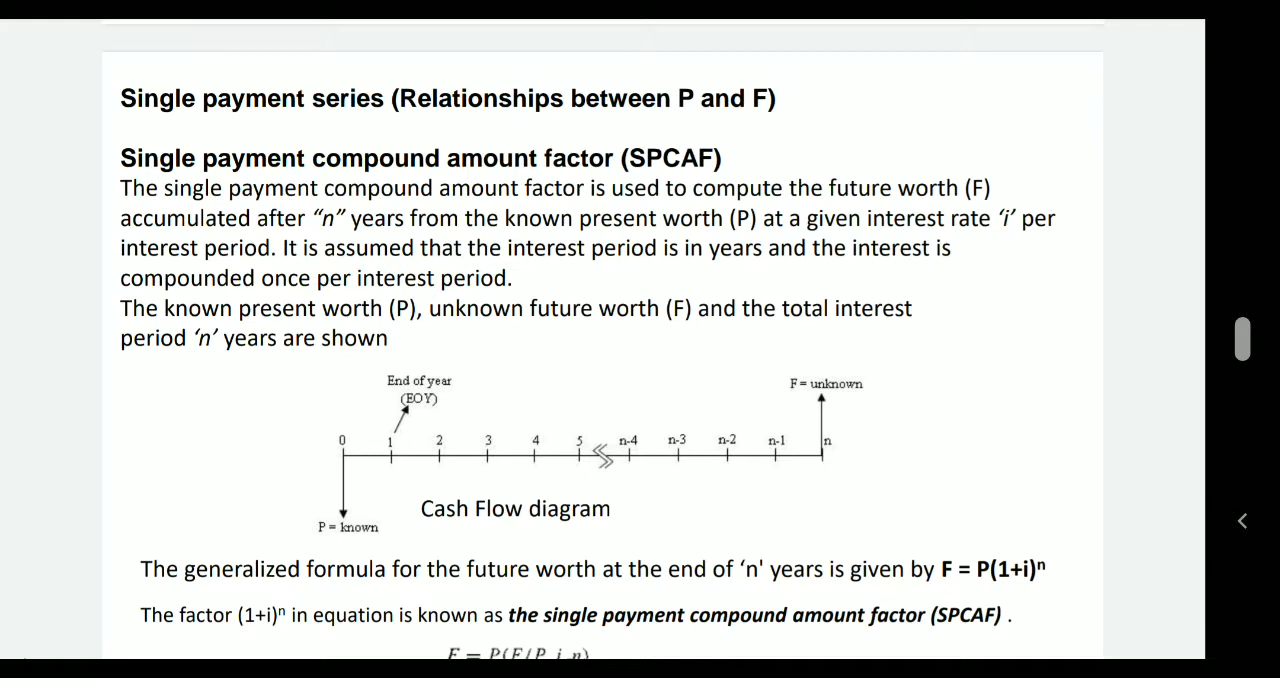 Single payment series (Relationships between P and F)
Single payment compound amount factor (SPCAF)
The single payment compound amount factor is used to compute the future worth (F)
accumulated after “n” years from the known present worth (P) at a given interest rate ‘i’ per
interest period. It is assumed that the interest period is in years and the interest is
compounded once per interest period.
The known present worth (P), unknown future worth (F) and the total interest
period ‘n’ years are shown
End of year
(EOY)
F = unknown
0 1 2 3 4 5 n-4 n-3 n-2 n-1 n
Cash Flow diagram
P = known
The generalized formula for the future worth at the end of ‘n' years is given by F = P(1+i)ⁿ
The factor (1+i)ⁿ in equation is known as the single payment compound amount factor (SPCAF) .
F = P(F/P i n)